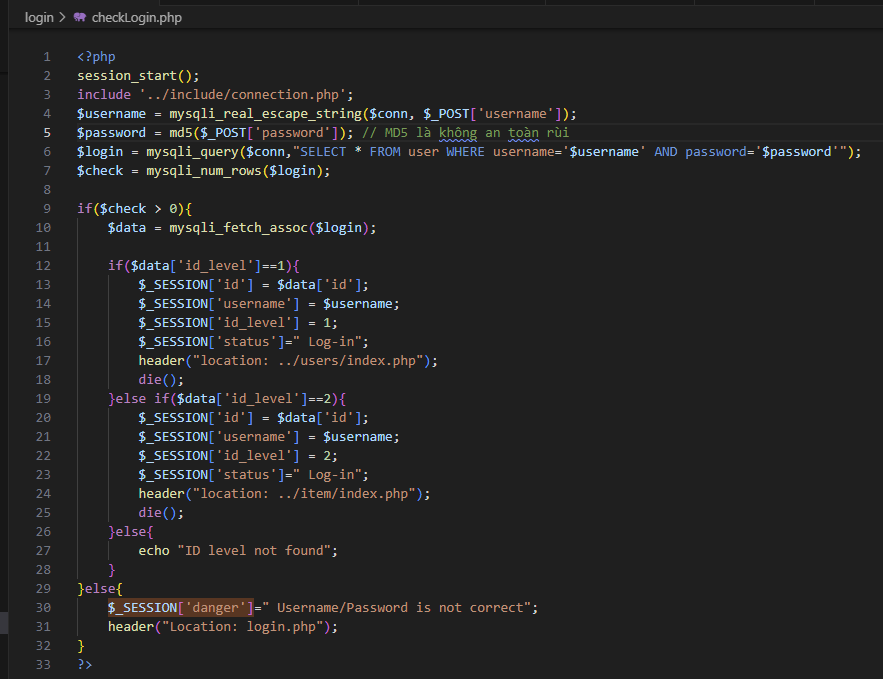 login > checkLogin.php
1 <?php
2 session_start();
3 include '../include/connection.php';
4 $username = mysqli_real_escape_string($conn, $_POST['username']);
5 $password = md5($_POST['password']); // MD5 là không an toàn rùi
6 $login = mysqli_query($conn,"SELECT * FROM user WHERE username='$username' AND password='$password'");
7 $check = mysqli_num_rows($login);
8
9 if($check > 0){
10     $data = mysqli_fetch_assoc($login);
11
12     if($data['id_level']==1){
13         $_SESSION['id'] = $data['id'];
14         $_SESSION['username'] = $username;
15         $_SESSION['id_level'] = 1;
16         $_SESSION['status']=" Log-in";
17         header("location: ../users/index.php");
18         die();
19     }else if($data['id_level']==2){
20         $_SESSION['id'] = $data['id'];
21         $_SESSION['username'] = $username;
22         $_SESSION['id_level'] = 2;
23         $_SESSION['status']=" Log-in";
24         header("location: ../item/index.php");
25         die();
26     }else{
27         echo "ID level not found";
28     }
29 }else{
30     $_SESSION['danger']=" Username/Password is not correct";
31     header("Location: login.php");
32 }
33 ?>